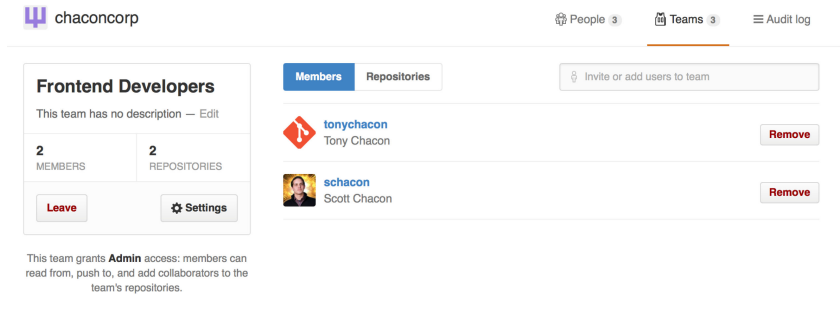 chaconcorp
People 3
Teams 3
Audit log
Frontend Developers
This team has no description — Edit
2
MEMBERS
2
REPOSITORIES
Leave
Settings
This team grants Admin access: members can
read from, push to, and add collaborators to the
team's repositories.
Members
Repositories
Invite or add users to team
tonychacon
Tony Chacon
Remove
schacon
Scott Chacon
Remove